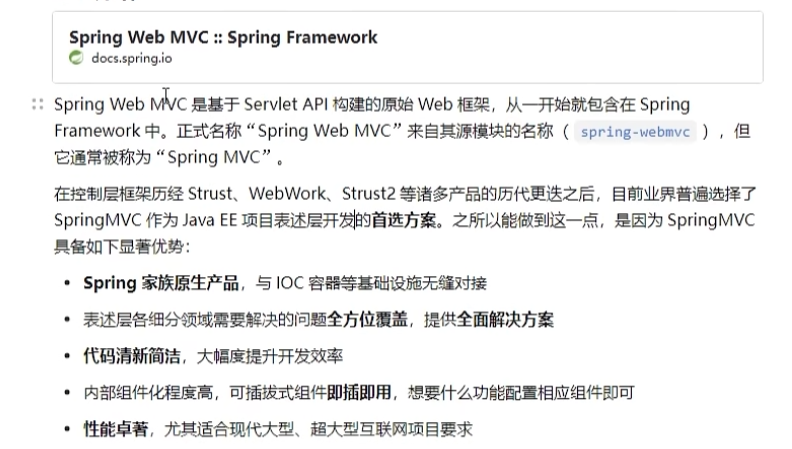 Spring Web MVC :: Spring Framework
docs.spring.io
Spring Web MVC 是基于 Servlet API 构建的原始 Web 框架，从一开始就包含在 Spring
Framework 中。正式名称“Spring Web MVC”来自其源模块的名称（ spring-webmvc ），但
它通常被称为“Spring MVC”。
在控制层框架历经 Strust、WebWork、Strust2 等诸多产品的历代更迭之后，目前业界普遍选择了
SpringMVC 作为 Java EE 项目表述层开发的首选方案。之所以能做到这一点，是因为 SpringMVC
具备如下显著优势：
• Spring 家族原生产品，与 IOC 容器等基础设施无缝对接
• 表述层各细分领域需要解决的问题全方位覆盖，提供全面解决方案
• 代码清新简洁，大幅度提升开发效率
• 内部组件化程度高，可插拔式组件即插即用，想要什么功能配置相应组件即可
• 性能卓著，尤其适合现代大型、超大型互联网项目要求